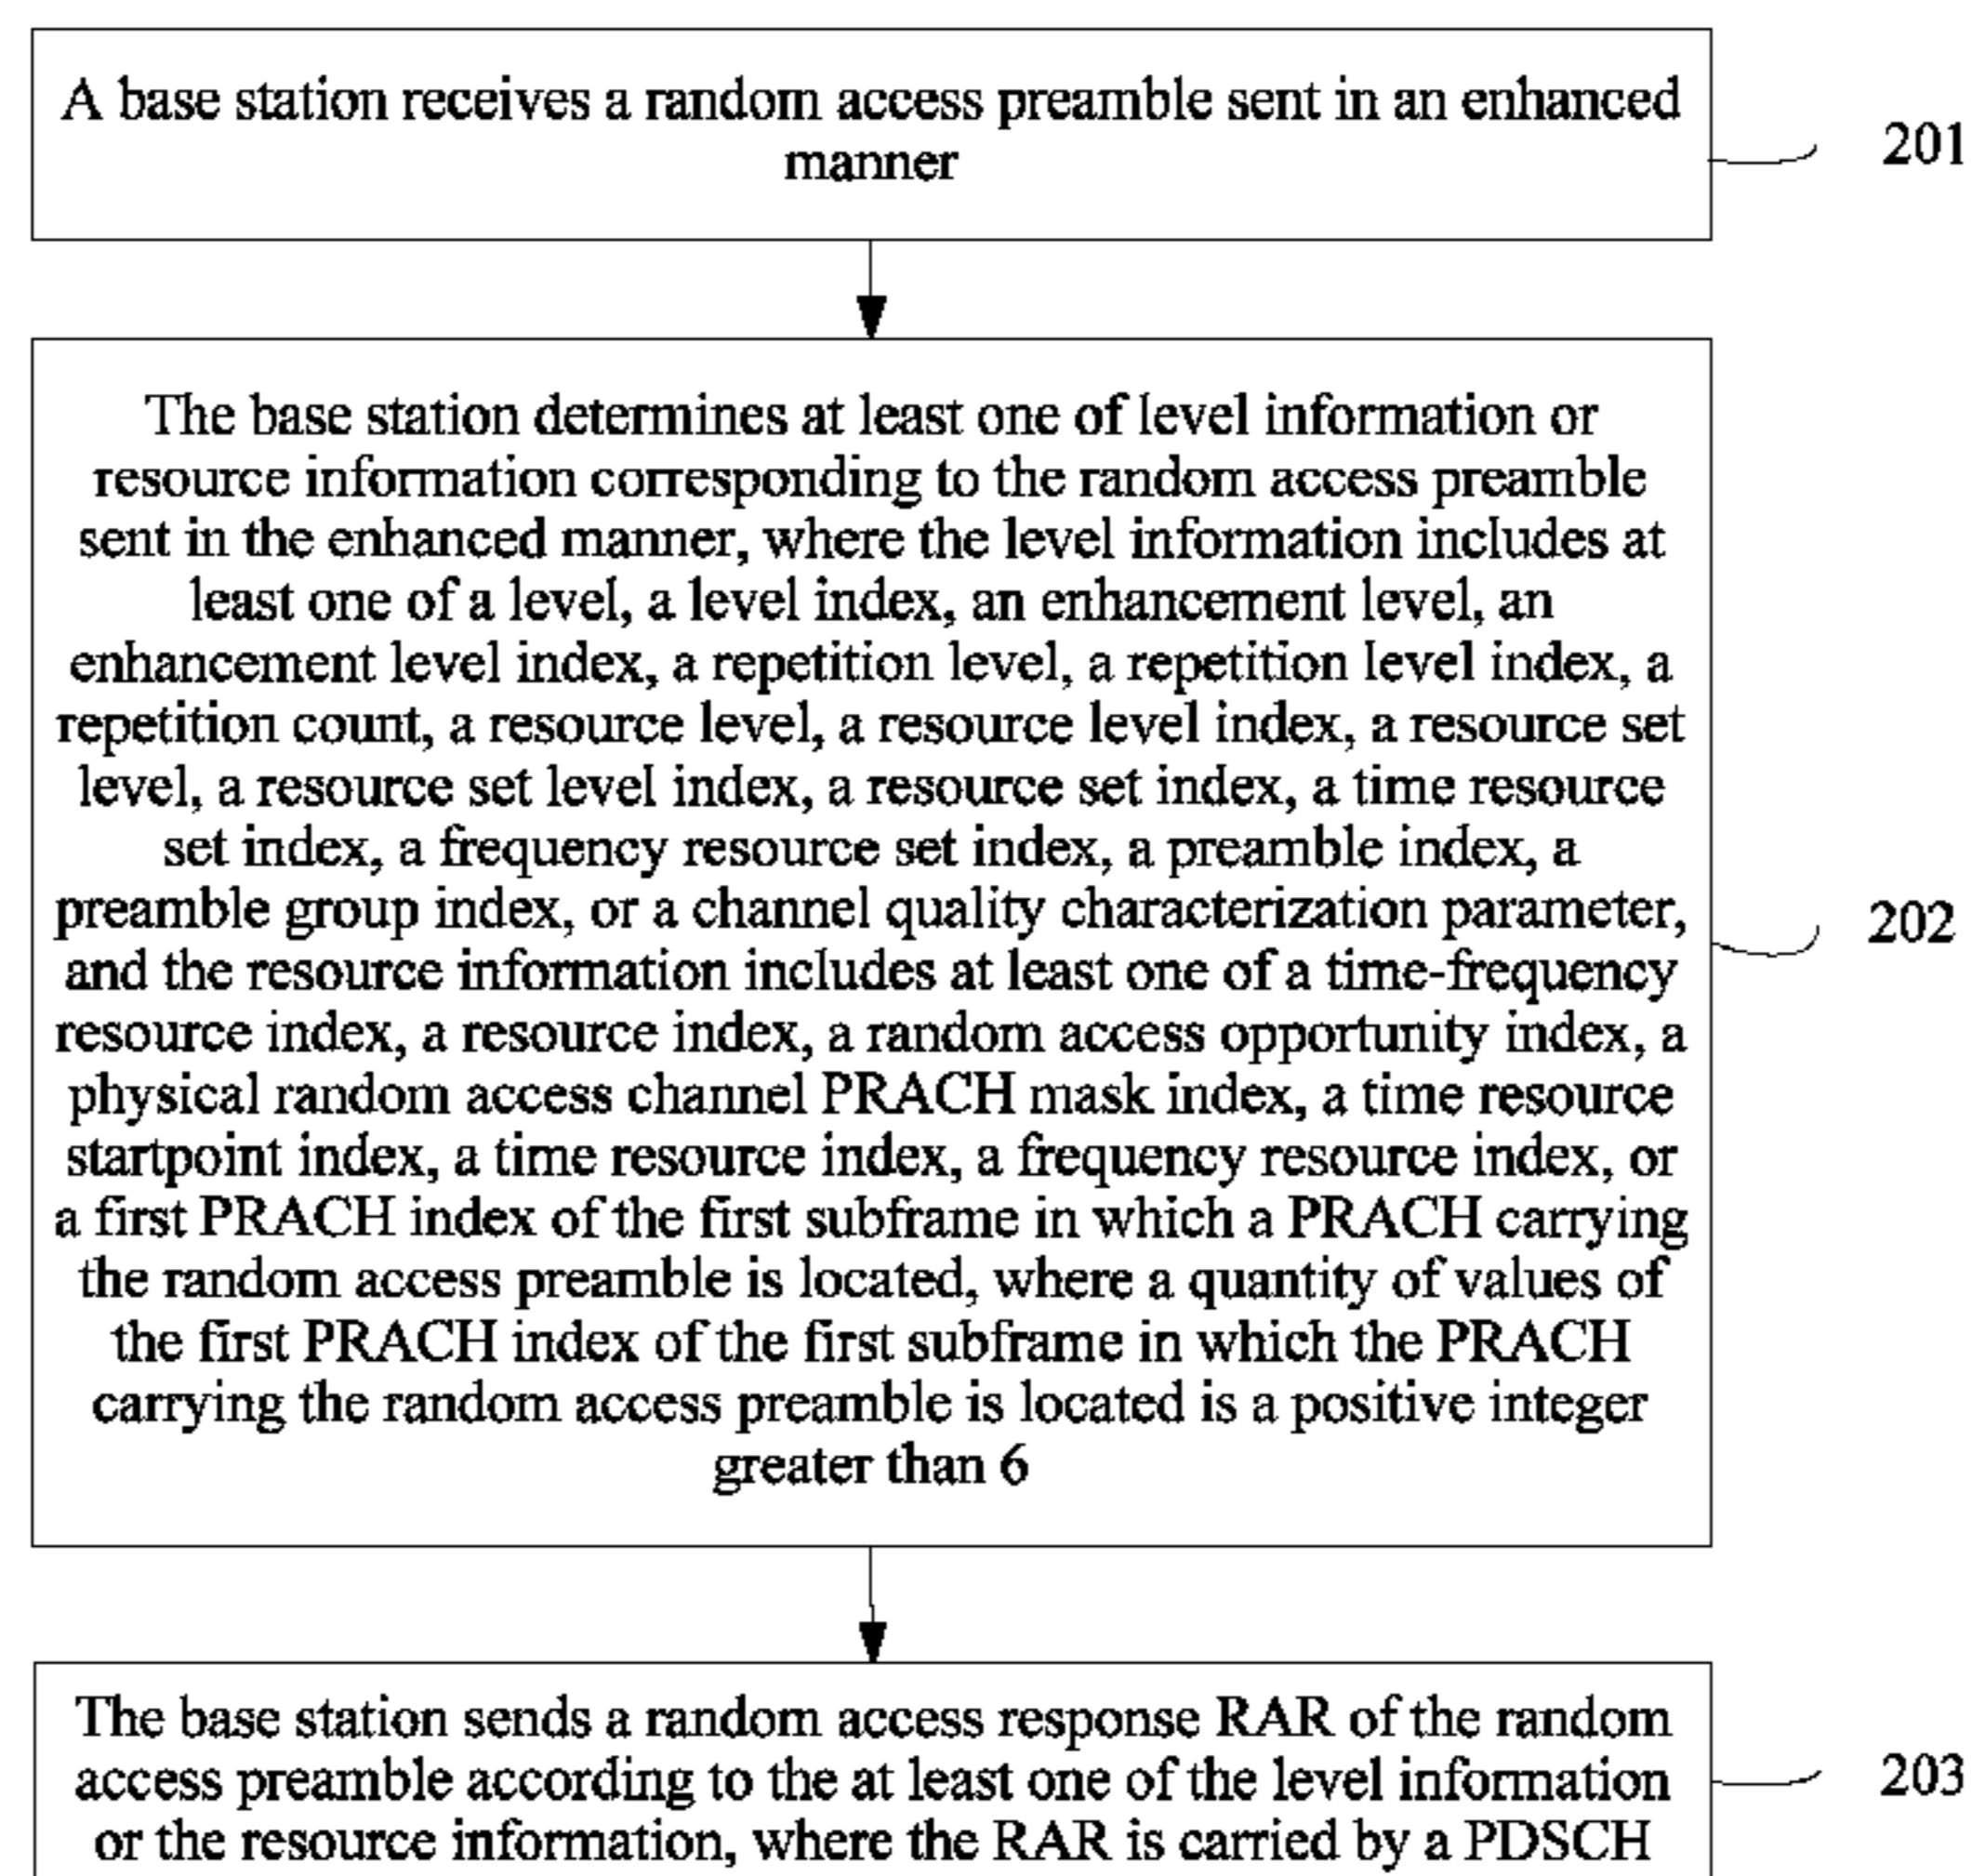 A base station receives a random access preamble sent in an enhanced
manner
201
The base station determines at least one of level information or
resource information corresponding to the random access preamble
sent in the enhanced manner, where the level information includes at
least one of a level, a level index, an enhancement level, an
enhancement level index, a repetition level, a repetition level index, a
repetition count, a resource level, a resource level index, a resource set
level, a resource set level index, a resource set index, a time resource
set index, a frequency resource set index, a preamble index, a
preamble group index, or a channel quality characterization parameter,
and the resource information includes at least one of a time-frequency
resource index, a resource index, a random access opportunity index, a
physical random access channel PRACH mask index, a time resource
startpoint index, a time resource index, a frequency resource index, or
a first PRACH index of the first subframe in which a PRACH carrying
the random access preamble is located, where a quantity of values of
the first PRACH index of the first subframe in which the PRACH
carrying the random access preamble is located is a positive integer
greater than 6
202
The base station sends a random access response RAR of the random
access preamble according to the at least one of the level information
or the resource information, where the RAR is carried by a PDSCH
203